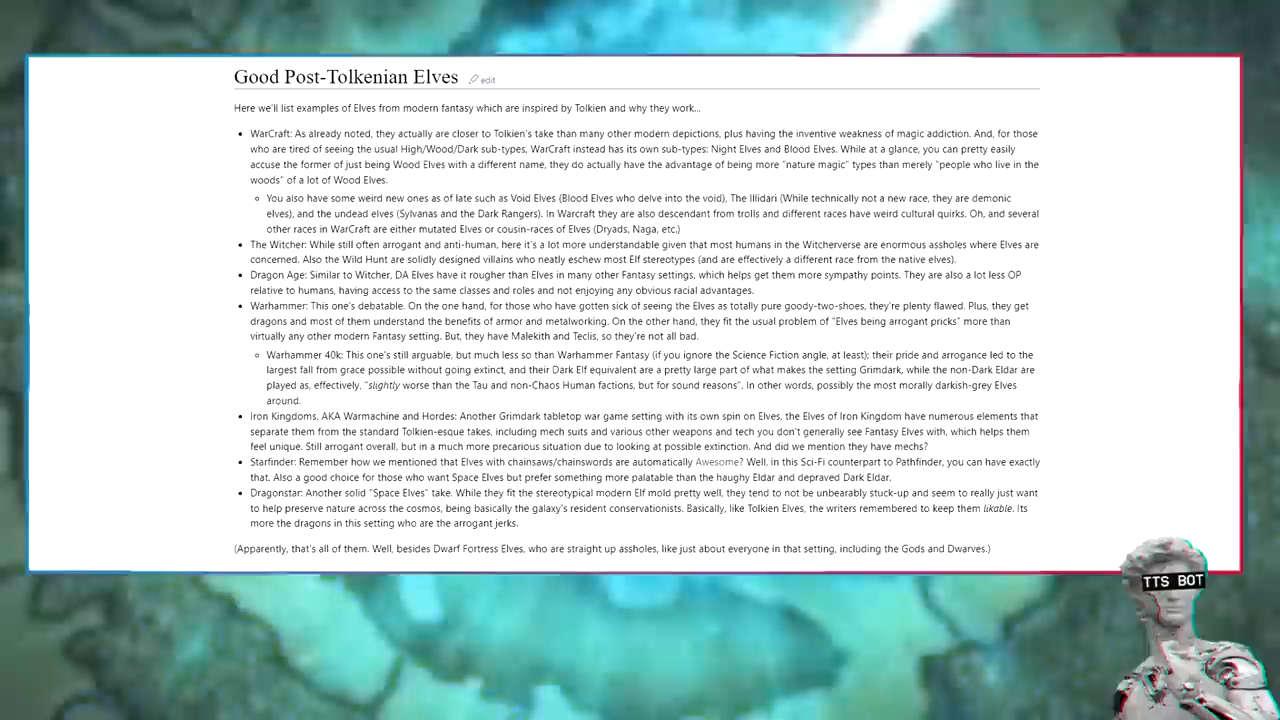 Good Post-Tolkenian Elves edit
Here we'll list examples of Elves from modern fantasy which are inspired by Tolkien and why they work...
• WarCraft: As already noted, they actually are closer to Tolkien's take than many other modern depictions, plus having the inventive weakness of magic addiction. And, for those
who are tired of seeing the usual High/Wood/Dark sub-types, WarCraft instead has its own sub-types: Night Elves and Blood Elves. While at a glance, you can pretty easily
accuse the former of just being Wood Elves with a different name, they do actually have the advantage of being more "nature magic" types than merely "people who live in the
woods" of a lot of Wood Elves.
◦ You also have some weird new ones as of late such as Void Elves (Blood Elves who delve into the void), The Illidari (While technically not a new race, they are demonic
elves), and the undead elves (Sylvanas and the Dark Rangers). In Warcraft they are also descendant from trolls and different races have weird cultural quirks. Oh, and several
other races in WarCraft are either mutated Elves or cousin-races of Elves (Dryads, Naga, etc.)
• The Witcher: While still often arrogant and anti-human, here it's a lot more understandable given that most humans in the Witcherverse are enormous assholes where Elves are
concerned. Also the Wild Hunt are solidly designed villains who neatly eschew most Elf stereotypes (and are effectively a different race from the native elves).
• Dragon Age: Similar to Witcher, DA Elves have it rougher than Elves in many other Fantasy settings, which helps get them more sympathy points. They are also a lot less OP
relative to humans, having access to the same classes and roles and not enjoying any obvious racial advantages.
• Warhammer: This one's debatable. On the one hand, for those who have gotten sick of seeing the Elves as totally pure goody-two-shoes, they're plenty flawed. Plus, they get
dragons and most of them understand the benefits of armor and metalworking. On the other hand, they fit the usual problem of "Elves being arrogant pricks" more than
virtually any other modern Fantasy setting. But, they have Malekith and Teclis, so they're not all bad.
◦ Warhammer 40k: This one's still arguable, but much less so than Warhammer Fantasy (if you ignore the Science Fiction angle, at least); their pride and arrogance led to the
largest fall from grace possible without going extinct, and their Dark Elf equivalent are a pretty large part of what makes the setting Grimdark, while the non-Dark Eldar are
played as, effectively, "slightly worse than the Tau and non-Chaos Human factions, but for sound reasons". In other words, possibly the most morally darkish-grey Elves
around.
• Iron Kingdoms, AKA Warmachine and Hordes: Another Grimdark tabletop war game setting with its own spin on Elves, the Elves of Iron Kingdom have numerous elements that
separate them from the standard Tolkien-esque takes, including mech suits and various other weapons and tech you don't generally see Fantasy Elves with, which helps them
feel unique. Still arrogant overall, but in a much more precarious situation due to looking at possible extinction. And did we mention they have mechs?
• Starfinder: Remember how we mentioned that Elves with chainsaws/chainswords are automatically Awesome? Well, in this Sci-Fi counterpart to Pathfinder, you can have exactly
that. Also a good choice for those who want Space Elves but prefer something more palatable than the haughy Eldar and depraved Dark Eldar.
• Dragonstar: Another solid "Space Elves" take. While they fit the stereotypical modern Elf mold pretty well, they tend to not be unbearably stuck-up and seem to really just want
to help preserve nature across the cosmos, being basically the galaxy's resident conservationists. Basically, like Tolkien Elves, the writers remembered to keep them likable. Its
more the dragons in this setting who are the arrogant jerks.
(Apparently, that's all of them. Well, besides Dwarf Fortress Elves, who are straight up assholes, like just about everyone in that setting, including the Gods and Dwarves.)
TTS BOT